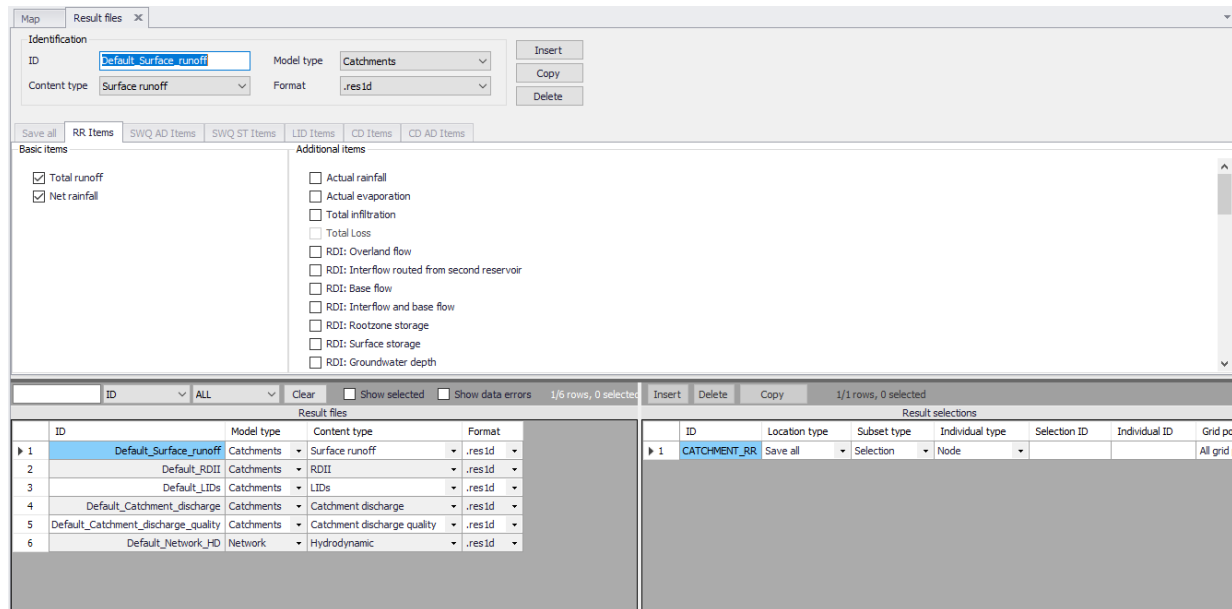 Map Result files X
Identification
ID Default_Surface_runoff Model type Catchments Insert
Copy
Content type Surface runoff Format .res1d
Delete
Save all RR Items SWQ AD Items SWQ ST Items LID Items CD Items CD AD Items
Basic items Additional items
Total runoff Actual rainfall
Net rainfall Actual evaporation
Total infiltration
Total Loss
RDI: Overland flow
RDI: Interflow routed from second reservoir
RDI: Base flow
RDI: Interflow and base flow
RDI: Rootzone storage
RDI: Surface storage
RDI: Groundwater depth
ID ALL Clear Show selected Show data errors 1/6 rows, 0 selected Insert Delete Copy 1/1 rows, 0 selected
Result files Result selections
ID Model type Content type Format ID Location type Subset type Individual type Selection ID Individual ID Grid po
1 Default_Surface_runoff Catchments Surface runoff .res1d 1 CATCHMENT_RR Save all Selection Node All grid
2 Default_RDII Catchments RDII .res1d
3 Default_LIDs Catchments LIDs .res1d
4 Default_Catchment_discharge Catchments Catchment discharge .res1d
5 Default_Catchment_discharge_quality Catchments Catchment discharge quality .res1d
6 Default_Network_HD Network Hydrodynamic .res1d